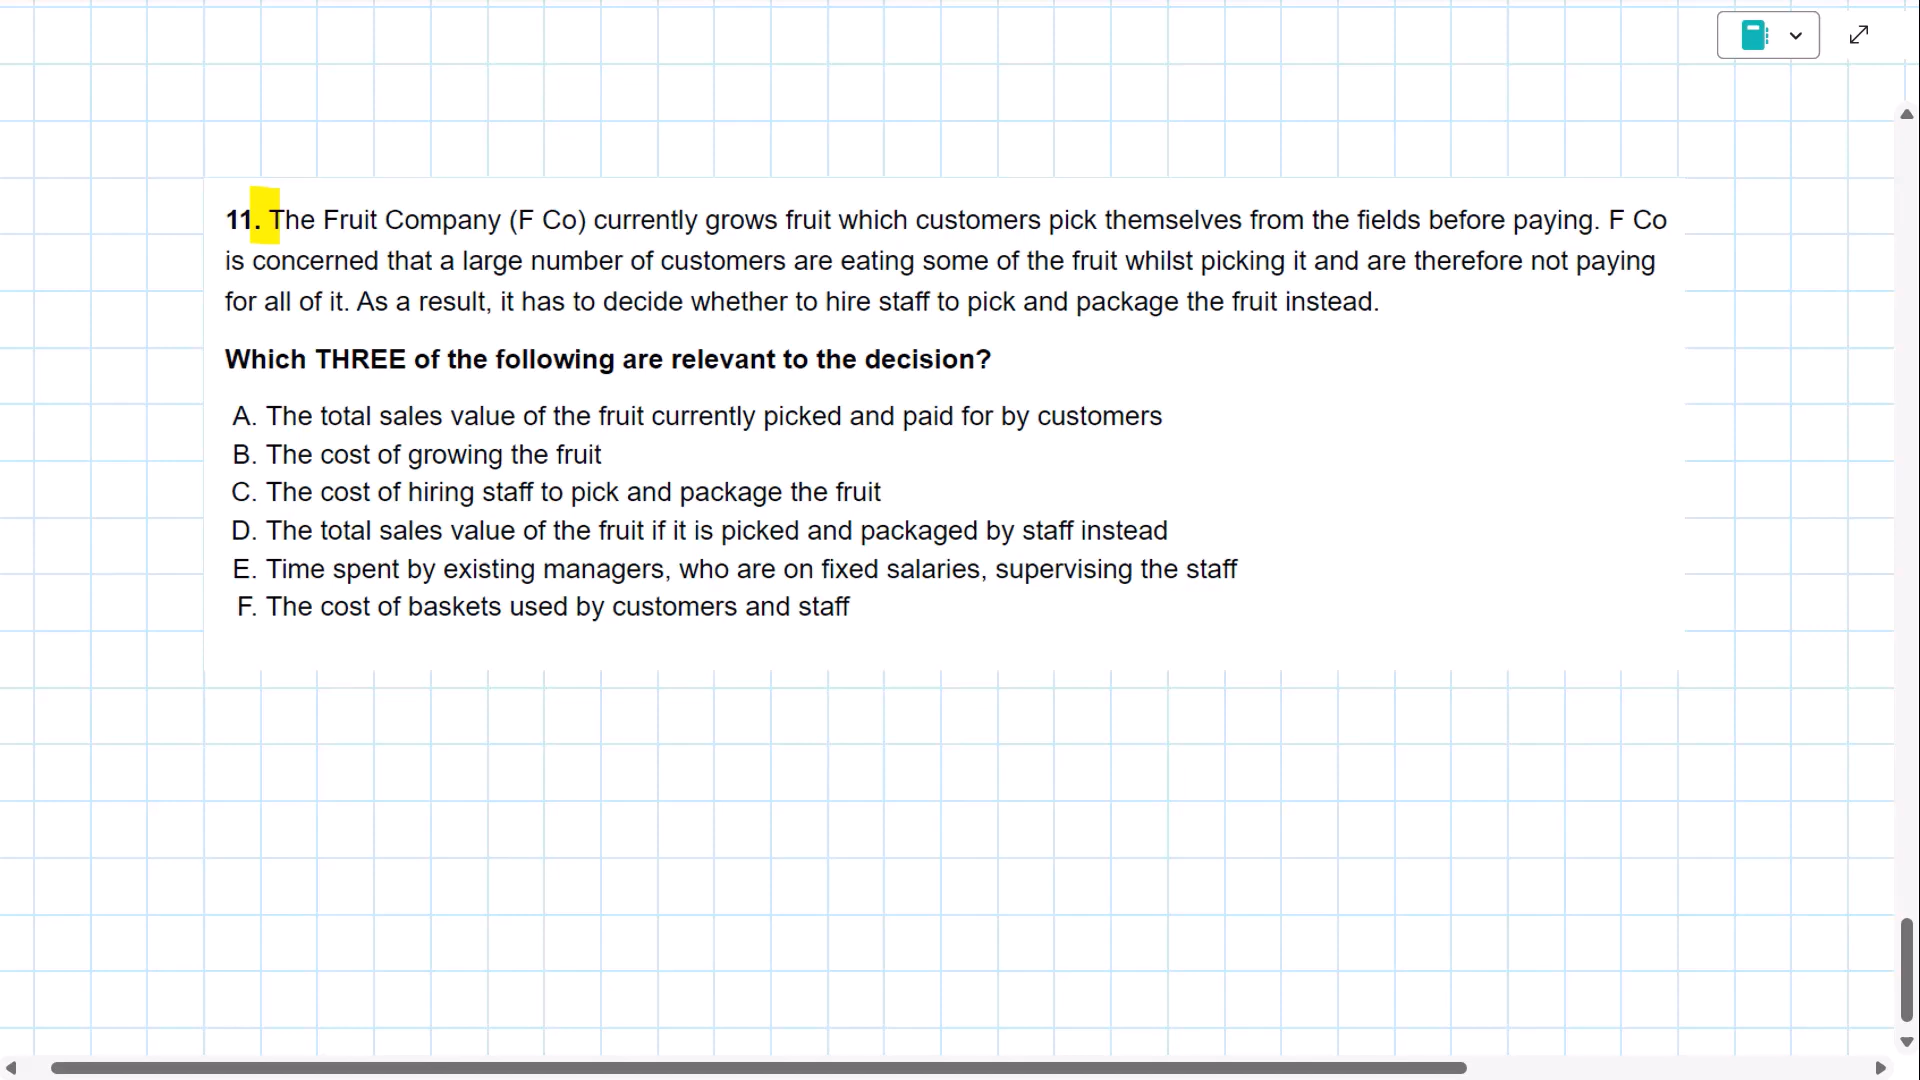 11. The Fruit Company (F Co) currently grows fruit which customers pick themselves from the fields before paying. F Co
is concerned that a large number of customers are eating some of the fruit whilst picking it and are therefore not paying
for all of it. As a result, it has to decide whether to hire staff to pick and package the fruit instead.
Which THREE of the following are relevant to the decision?
A. The total sales value of the fruit currently picked and paid for by customers
B. The cost of growing the fruit
C. The cost of hiring staff to pick and package the fruit
D. The total sales value of the fruit if it is picked and packaged by staff instead
E. Time spent by existing managers, who are on fixed salaries, supervising the staff
F. The cost of baskets used by customers and staff